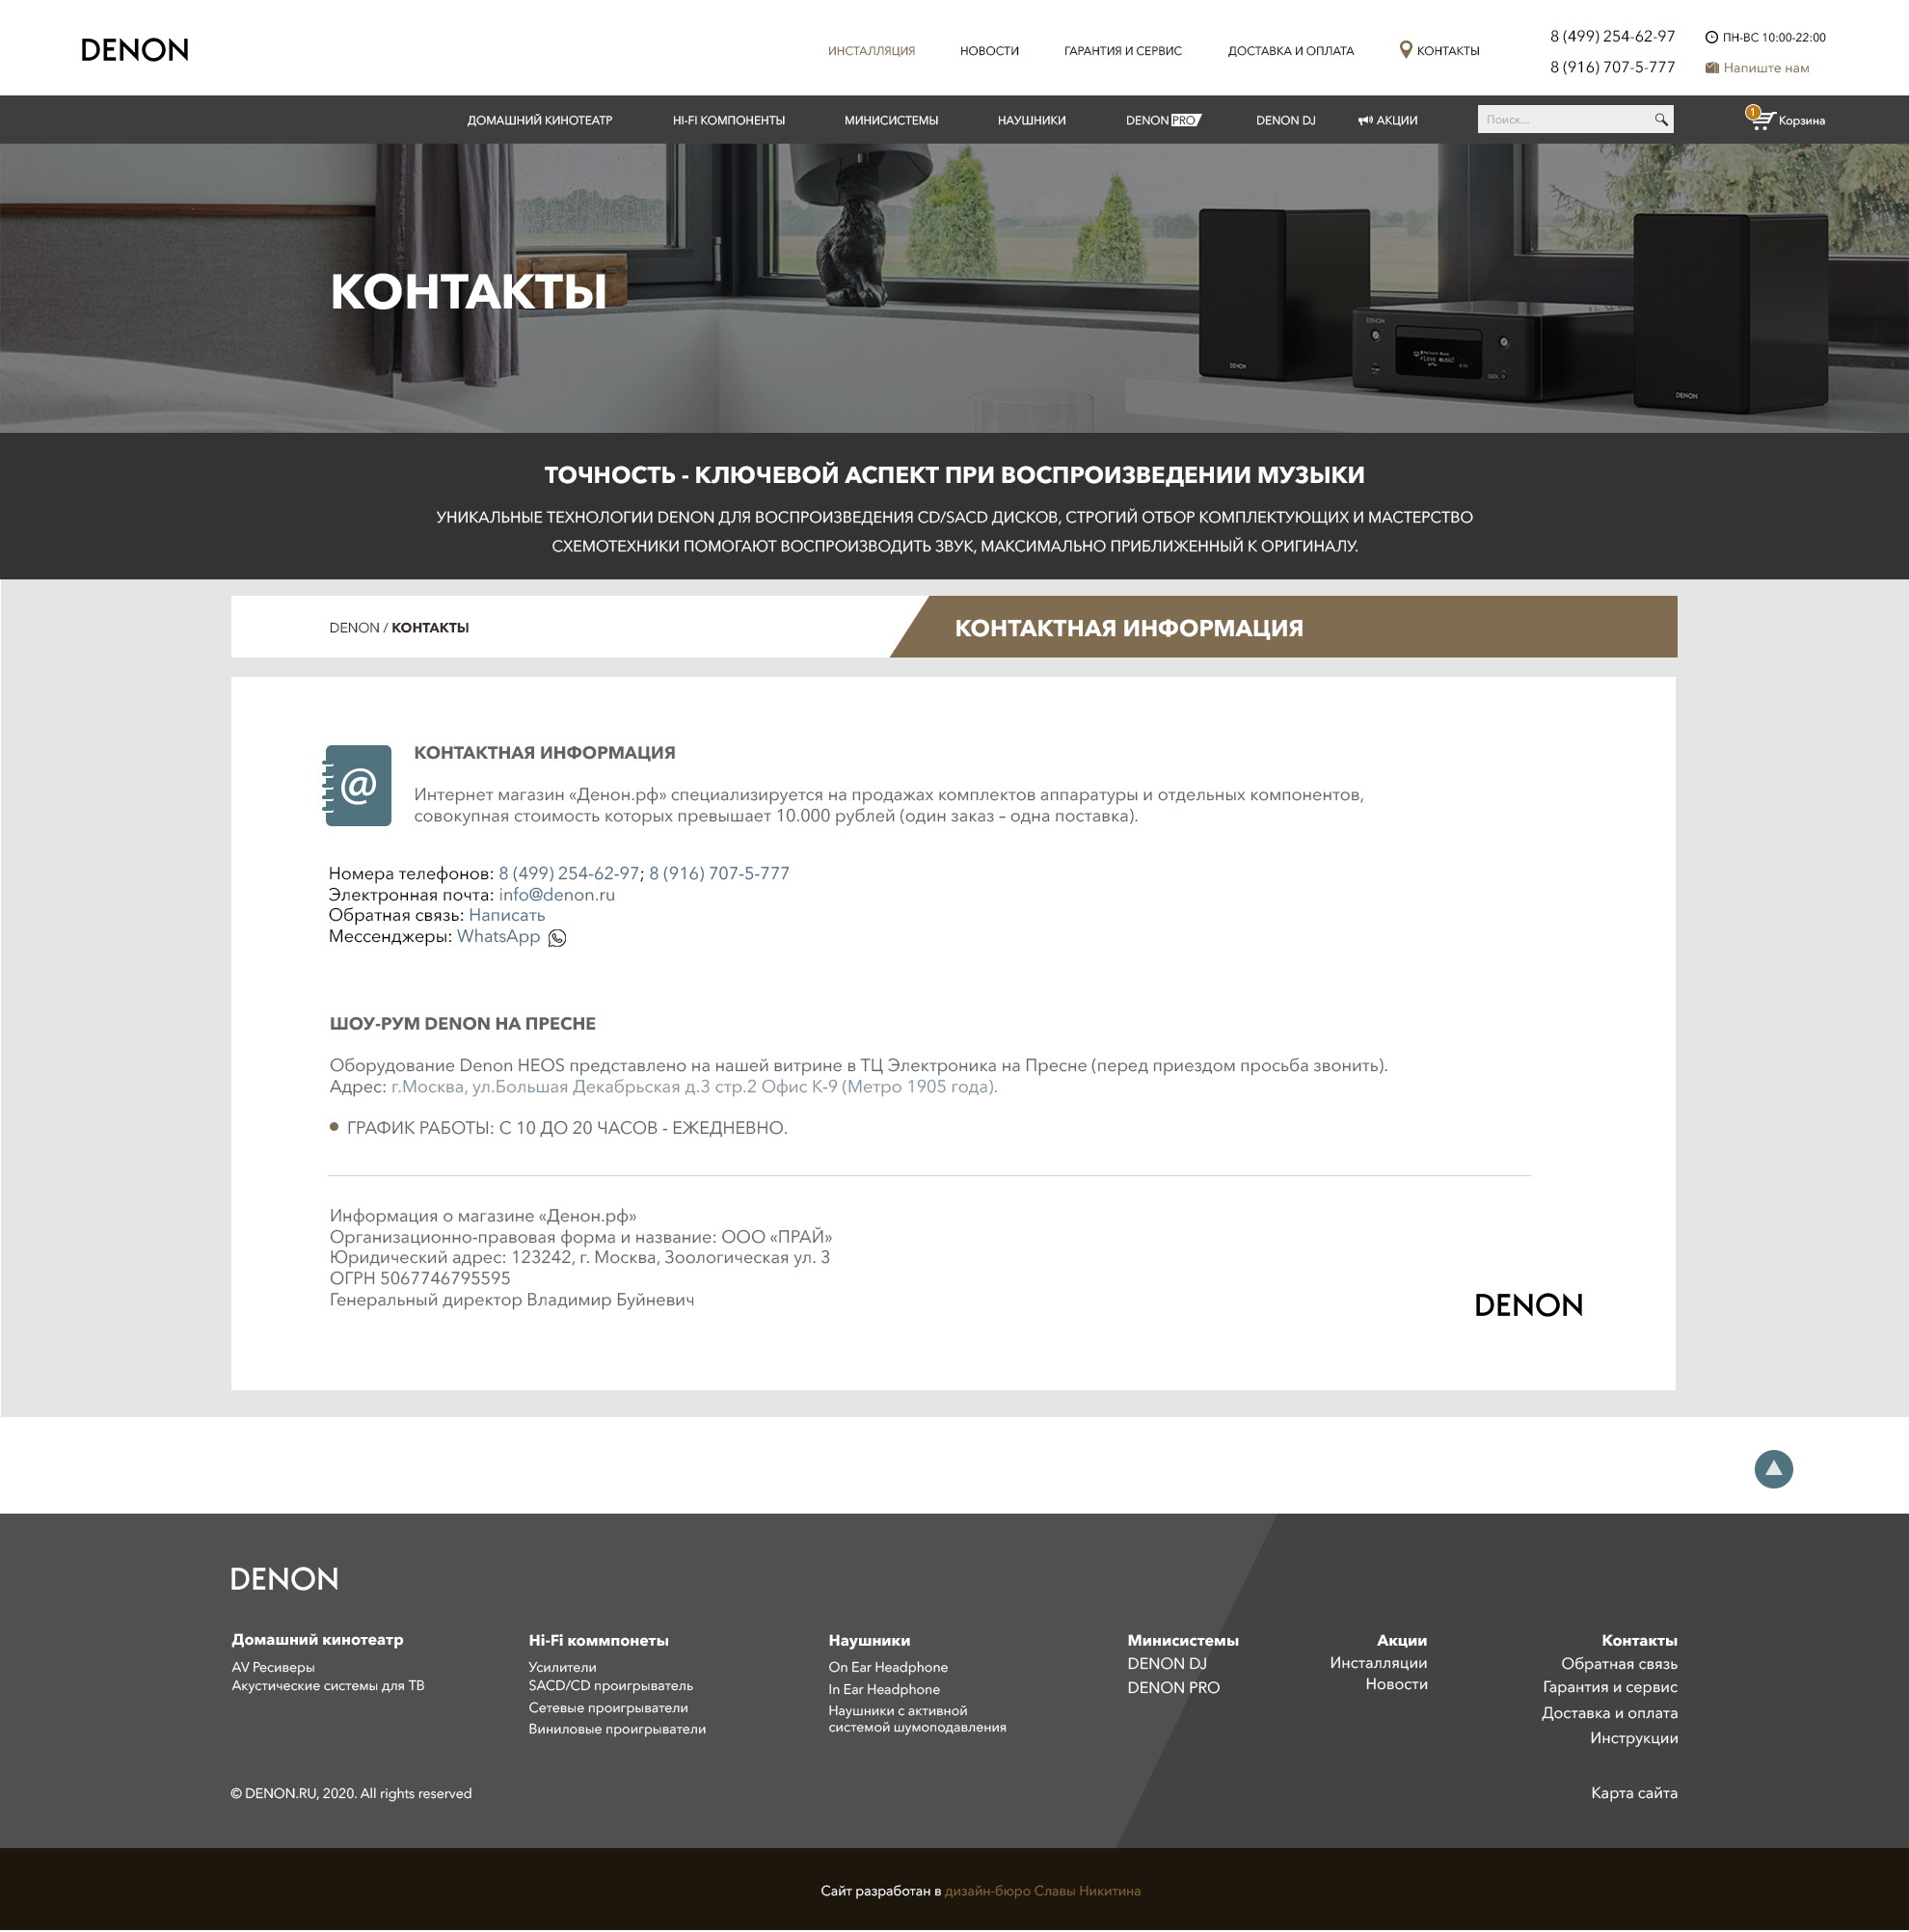 DENON
ИНСТАЛЛЯЦИЯ
НОВОСТИ
ГАРАНТИЯ И СЕРВИС
ДОСТАВКА И ОПЛАТА
КОНТАКТЫ
8 (499) 254-62-97
ПН-ВС 10:00-22:00
8 (916) 707-5-777
Напиште нам
ДОМАШНИЙ КИНОТЕАТР
HI-FI КОМПОНЕНТЫ
МИНИСИСТЕМЫ
НАУШНИКИ
DENON PRO
DENON DJ
АКЦИИ
Поиск...
1
Корзина
КОНТАКТЫ
DENON
DENON
DENON
ТОЧНОСТЬ - КЛЮЧЕВОЙ АСПЕКТ ПРИ ВОСПРОИЗВЕДЕНИИ МУЗЫКИ
УНИКАЛЬНЫЕ ТЕХНОЛОГИИ DENON ДЛЯ ВОСПРОИЗВЕДЕНИЯ CD/SACD ДИСКОВ, СТРОГИЙ ОТБОР КОМПЛЕКТУЮЩИХ И МАСТЕРСТВО
СХЕМОТЕХНИКИ ПОМОГАЮТ ВОСПРОИЗВОДИТЬ ЗВУК, МАКСИМАЛЬНО ПРИБЛИЖЕННЫЙ К ОРИГИНАЛУ.
DENON / КОНТАКТЫ
КОНТАКТНАЯ ИНФОРМАЦИЯ
@
КОНТАКТНАЯ ИНФОРМАЦИЯ
Интернет магазин «Денон.рф» специализируется на продажах комплектов аппаратуры и отдельных компонентов,
совокупная стоимость которых превышает 10.000 рублей (один заказ – одна поставка).
Номера телефонов: 8 (499) 254-62-97; 8 (916) 707-5-777
Электронная почта: info@denon.ru
Обратная связь: Написать
Мессенджеры: WhatsApp
ШОУ-РУМ DENON НА ПРЕСНЕ
Оборудование Denon HEOS представлено на нашей витрине в ТЦ Электроника на Пресне (перед приездом просьба звонить).
Адрес: г.Москва, ул.Большая Декабрьская д.3 стр.2 Офис К-9 (Метро 1905 года).
ГРАФИК РАБОТЫ: С 10 ДО 20 ЧАСОВ - ЕЖЕДНЕВНО.
Информация о магазине «Денон.рф»
Организационно-правовая форма и название: ООО «ПРАЙ»
Юридический адрес: 123242, г. Москва, Зоологическая ул. 3
ОГРН 5067746795595
Генеральный директор Владимир Буйневич
DENON
DENON
Домашний кинотеатр
AV Ресиверы
Акустические системы для ТВ
Hi-Fi коммпонеты
Усилители
SACD/CD проигрыватель
Сетевые проигрыватели
Виниловые проигрыватели
Наушники
On Ear Headphone
In Ear Headphone
Наушники с активной
системой шумоподавления
Минисистемы
DENON DJ
DENON PRO
Акции
Инсталляции
Новости
Контакты
Обратная связь
Гарантия и сервис
Доставка и оплата
Инструкции
© DENON.RU, 2020. All rights reserved
Карта сайта
Сайт разработан в дизайн-бюро Славы Никитина